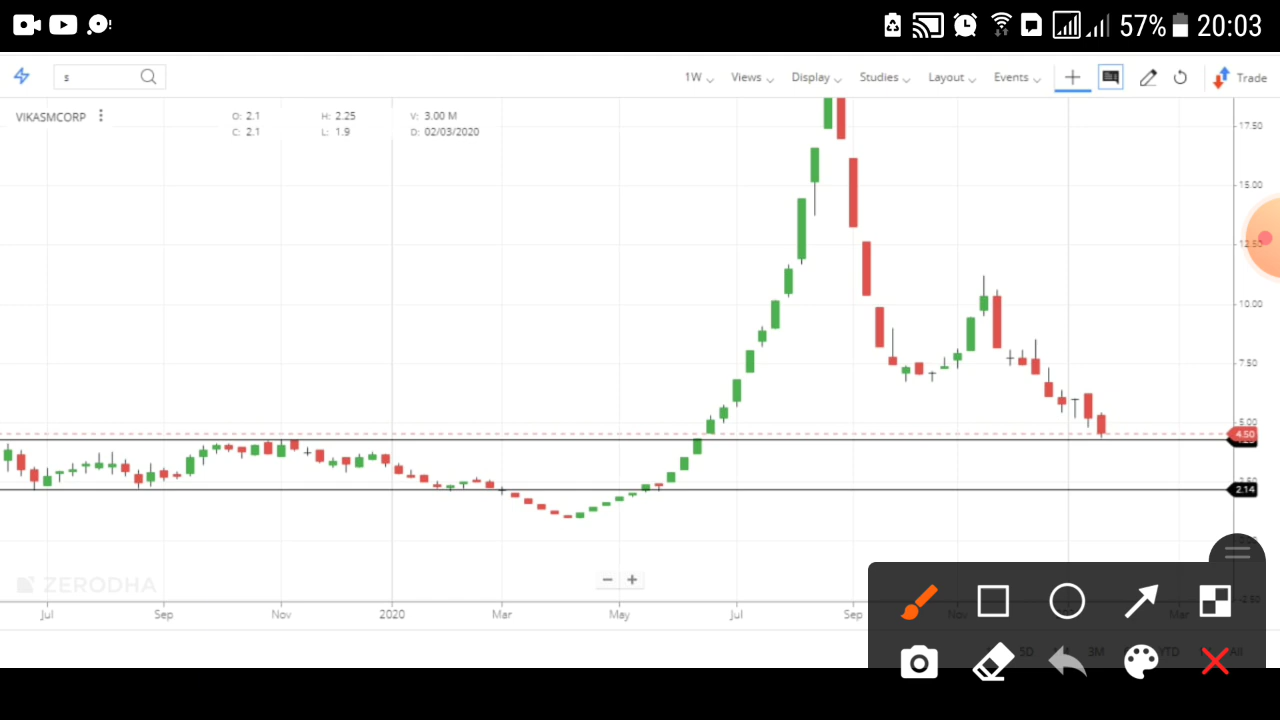 57% 20:03
s 1W Views Display Studies Layout Events Trade
VIKASMCORP O: 2.1 H: 2.25 V: 3.00 M
C: 2.1 L: 1.9 D: 02/03/2020
17.50
15.00
12.50
10.00
7.50
5.00
4.50
2.14
ZERODHA
-2.50
Jul Sep Nov 2020 Mar May Jul Sep Nov Mar
5D 3M YTD All